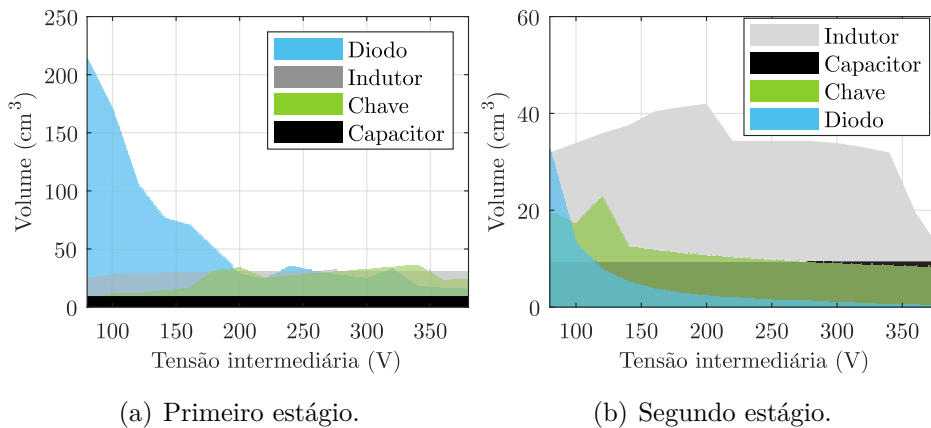 250
200
150
100
50
0
Volume (cm³)
Diodo
Indutor
Chave
Capacitor
100 150 200 250 300 350
Tensão intermediária (V)
(a) Primeiro estágio.
60
40
20
0
Volume (cm³)
Indutor
Capacitor
Chave
Diodo
100 150 200 250 300 350
Tensão intermediária (V)
(b) Segundo estágio.